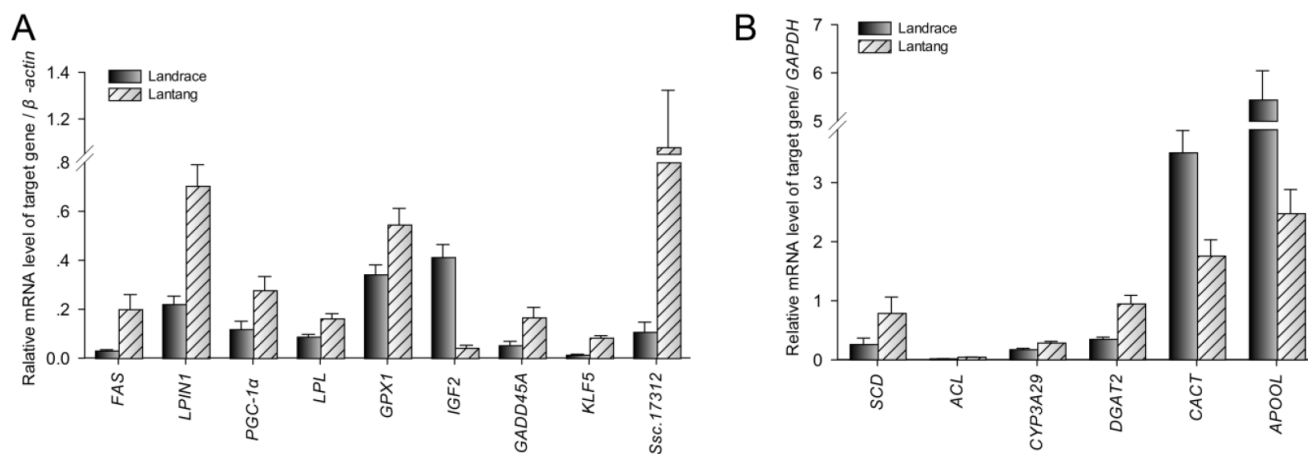 A
Landrace
Lantang
Ralative mRNA level of target gene / β -actin
1.4
1.2
.8
.6
.4
.2
0.0
FAS
LPIN1
PGC-1α
LPL
GPX1
IGF2
GADD45A
KLF5
Ssc.17312
B
Landrace
Lantang
Relative mRNA level of target gene/ GAPDH
7
6
5
3
2
1
0
SCD
ACL
CYP3A29
DGAT2
CACT
APOOL